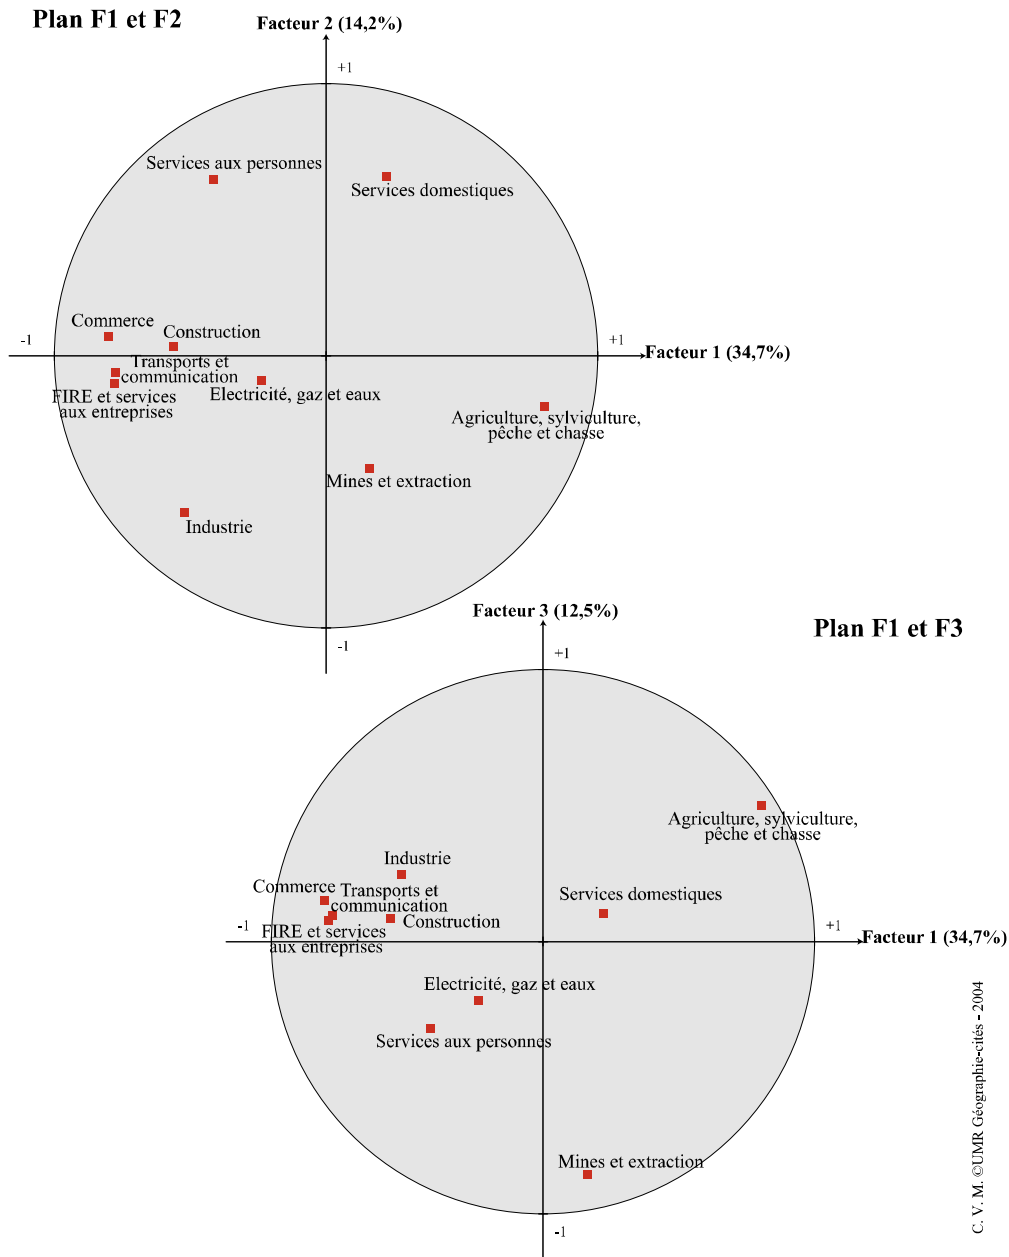 Plan F1 et F2
Facteur 2 (14,2%)
+1
Services aux personnes
Services domestiques
Commerce
Construction
-1
+1
Facteur 1 (34,7%)
Transports et
communication
FIRE et services
aux entreprises
Electricité, gaz et eaux
Agriculture, sylviculture,
pêche et chasse
Mines et extraction
Industrie
-1
Facteur 3 (12,5%)
Plan F1 et F3
+1
Agriculture, sylviculture,
pêche et chasse
Industrie
Commerce
Transports et
communication
Services domestiques
Construction
-1
FIRE et services
aux entreprises
+1
Facteur 1 (34,7%)
Electricité, gaz et eaux
Services aux personnes
Mines et extraction
-1
C. V. M. ©UMR Géographie-cités - 2004